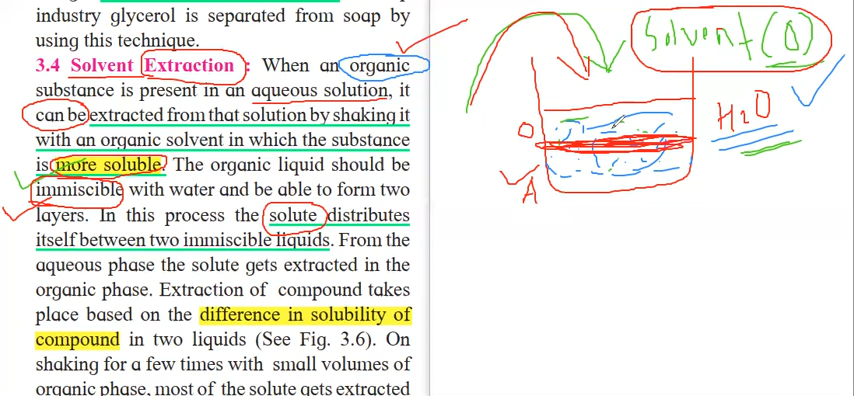 industry glycerol is separated from soap by
using this technique.
3.4 Solvent Extraction : When an organic
substance is present in an aqueous solution, it
can be extracted from that solution by shaking it
with an organic solvent in which the substance
is more soluble. The organic liquid should be
immiscible with water and be able to form two
layers. In this process the solute distributes
itself between two immiscible liquids. From the
aqueous phase the solute gets extracted in the
organic phase. Extraction of compound takes
place based on the difference in solubility of
compound in two liquids (See Fig. 3.6). On
shaking for a few times with small volumes of
organic phase, most of the solute gets extracted
Solvent (O)
H2O
O
A